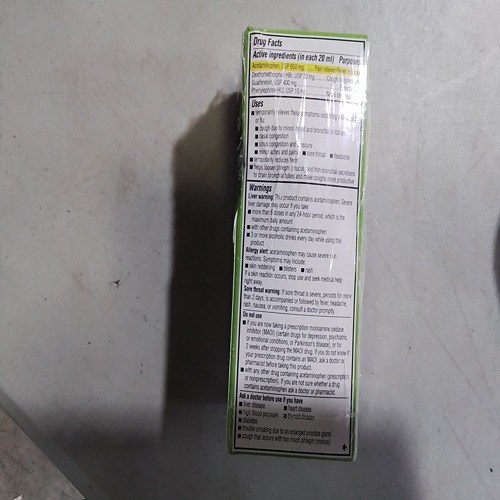 Drug Facts
Active ingredients (in each 20 ml) Purposes
Acetaminophen, USP 650 mg Pain reliever/fever
Dextromethorphan HBr, USP 20 mg Cough
Guaifenesin, USP 400 mg
Phenylephrine HCl, USP 10 mg
Uses
■ temporarily relieves these symptoms occurring
or flu:
■ cough due to minor throat and bronchial irritation
■ nasal congestion
■ sinus congestion and pressure
■ minor aches and pains ■ sore throat ■ headache
■ temporarily reduces fever
■ helps loosen phlegm (mucus) and thin bronchial secretions
to drain bronchial tubes and make coughs more productive
Warnings
Liver warning: This product contains acetaminophen. Severe
liver damage may occur if you take
■ more than 6 doses in any 24-hour period, which is the
maximum daily amount
■ with other drugs containing acetaminophen
■ 3 or more alcoholic drinks every day while using this
product
Allergy alert: acetaminophen may cause severe skin
reactions. Symptoms may include:
■ skin reddening ■ blisters ■ rash
If a skin reaction occurs, stop use and seek medical help
right away.
Sore throat warning: If sore throat is severe, persists for more
than 2 days, is accompanied or followed by fever, headache,
rash, nausea, or vomiting, consult a doctor promptly.
Do not use
■ if you are now taking a prescription monoamine oxidase
inhibitor (MAOI) (certain drugs for depression, psychiatric,
or emotional conditions, or Parkinson's disease), or for
2 weeks after stopping the MAOI drug. If you do not know if
your prescription drug contains an MAOI, ask a doctor or
pharmacist before taking this product.
■ with any other drug containing acetaminophen (prescription
or nonprescription). If you are not sure whether a drug
contains acetaminophen, ask a doctor or pharmacist.
Ask a doctor before use if you have
■ liver disease ■ heart disease
■ high blood pressure ■ thyroid disease
■ diabetes
■ trouble urinating due to an enlarged prostate gland
■ cough that occurs with too much phlegm (mucus)